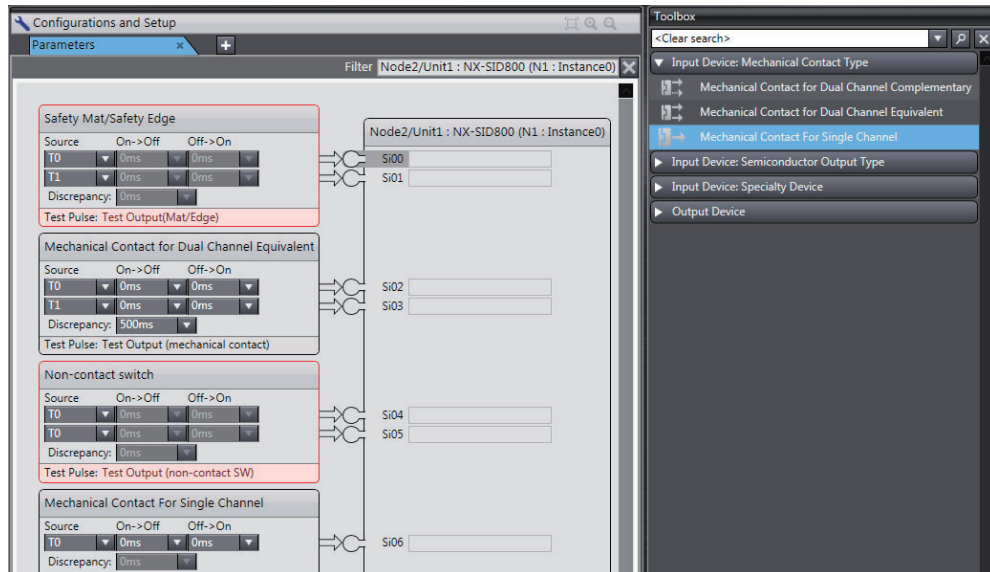 Configurations and Setup
Parameters × +
Filter Node2/Unit1 : NX-SID800 (N1 : Instance0)
Safety Mat/Safety Edge
Source On->Off Off->On
T0 0ms 0ms
T1 0ms 0ms
Discrepancy: 0ms
Test Pulse: Test Output(Mat/Edge)
Mechanical Contact for Dual Channel Equivalent
Source On->Off Off->On
T0 0ms 0ms
T1 0ms 0ms
Discrepancy: 500ms
Test Pulse: Test Output (mechanical contact)
Non-contact switch
Source On->Off Off->On
T0 0ms 0ms
T0 0ms 0ms
Discrepancy: 0ms
Test Pulse: Test Output (non-contact SW)
Mechanical Contact For Single Channel
Source On->Off Off->On
T0 0ms 0ms
Discrepancy: 0ms
Node2/Unit1 : NX-SID800 (N1 : Instance0)
Si00
Si01
Si02
Si03
Si04
Si05
Si06
Toolbox
<Clear search>
Input Device: Mechanical Contact Type
Mechanical Contact for Dual Channel Complementary
Mechanical Contact for Dual Channel Equivalent
Mechanical Contact For Single Channel
Input Device: Semiconductor Output Type
Input Device: Specialty Device
Output Device